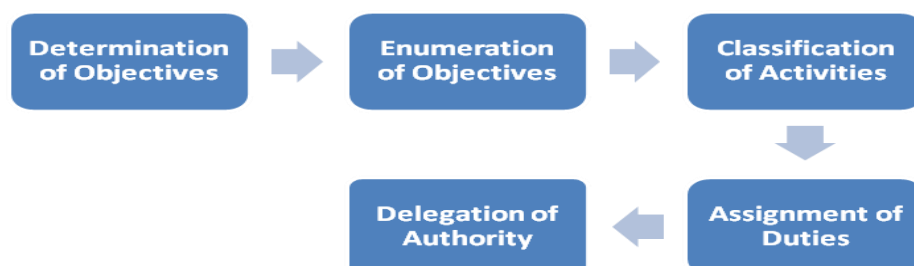 Determination
of Objectives
Enumeration
of Objectives
Classification
of Activities
Assignment of
Duties
Delegation of
Authority